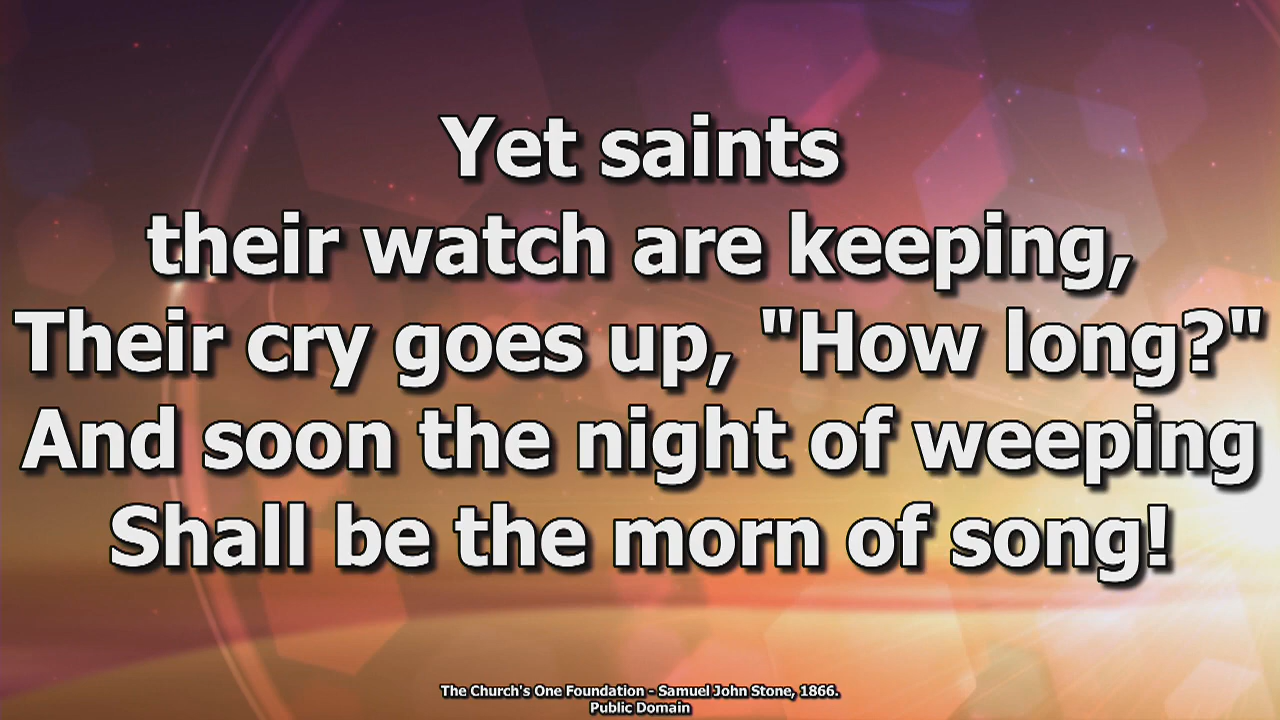 Yet saints
their watch are keeping,
Their cry goes up, "How long?"
And soon the night of weeping
Shall be the morn of song!
The Church's One Foundation - Samuel John Stone, 1866.
Public Domain